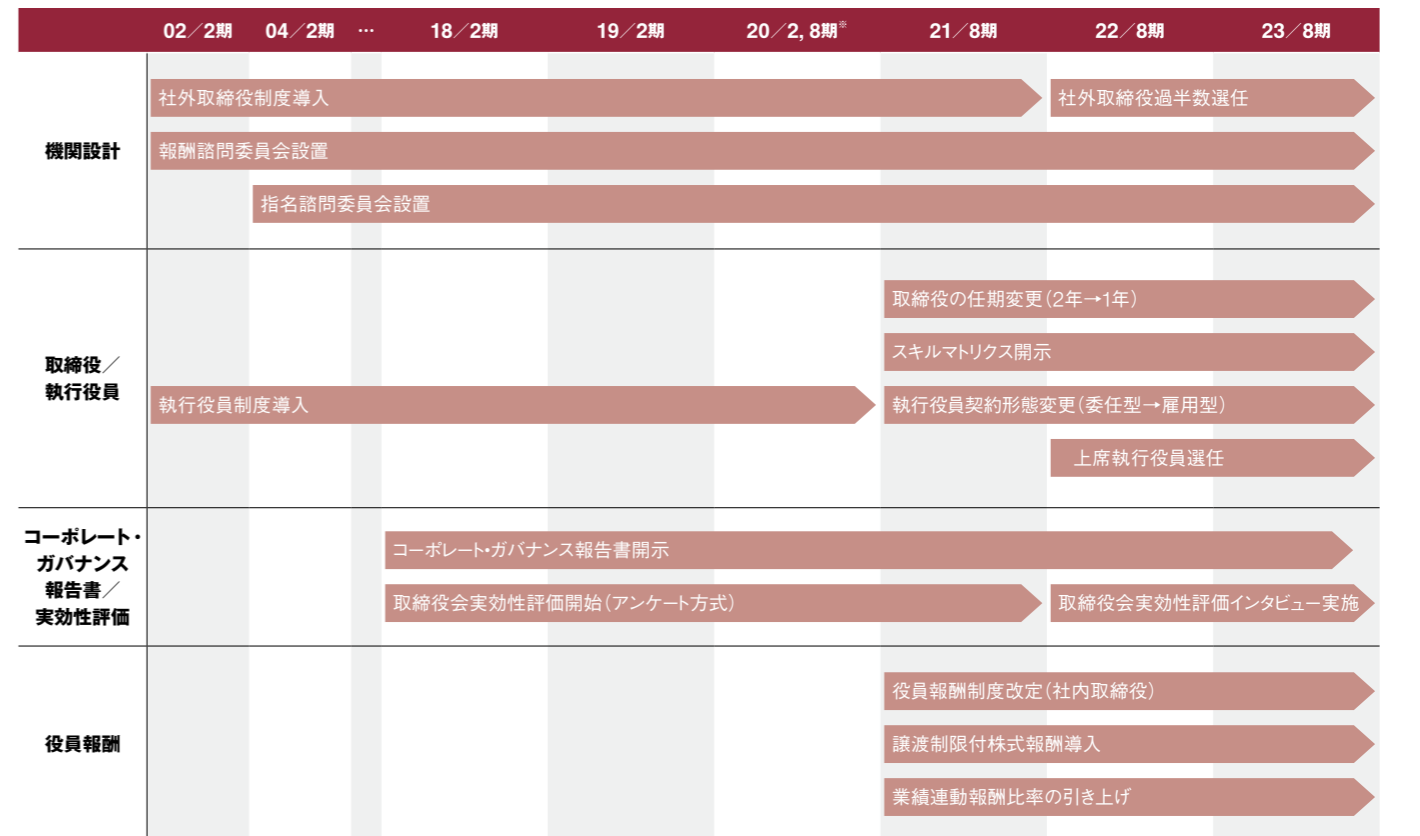 02／2期 04／2期 … 18／2期 19／2期 20／2, 8期※ 21／8期 22／8期 23／8期
機関設計
社外取締役制度導入
社外取締役過半数選任
報酬諮問委員会設置
指名諮問委員会設置
取締役／
執行役員
取締役の任期変更（2年→1年）
スキルマトリクス開示
執行役員制度導入
執行役員契約形態変更（委任型→雇用型）
上席執行役員選任
コーポレート・
ガバナンス
報告書／
実効性評価
コーポレート・ガバナンス報告書開示
取締役会実効性評価開始（アンケート方式）
取締役会実効性評価インタビュー実施
役員報酬
役員報酬制度改定（社内取締役）
譲渡制限付株式報酬導入
業績連動報酬比率の引き上げ